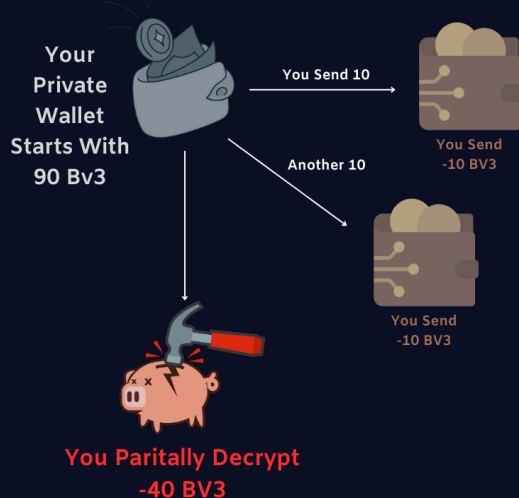 Your
Private
Wallet
Starts With
90 Bv3
You Send 10
You Send
-10 BV3
Another 10
You Send
-10 BV3
You Paritally Decrypt
-40 BV3